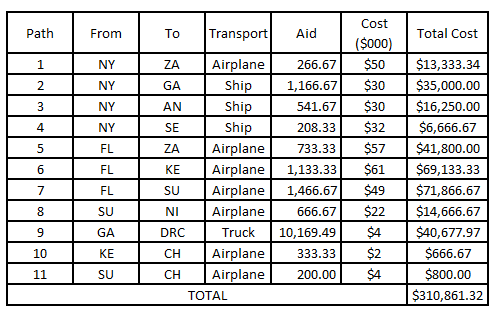 Path From To Transport Aid Cost ($000) Total Cost
1 NY ZA Airplane 266.67 $50 $13,333.34
2 NY GA Ship 1,166.67 $30 $35,000.00
3 NY AN Ship 541.67 $30 $16,250.00
4 NY SE Ship 208.33 $32 $6,666.67
5 FL ZA Airplane 733.33 $57 $41,800.00
6 FL KE Airplane 1,133.33 $61 $69,133.33
7 FL SU Airplane 1,466.67 $49 $71,866.67
8 SU NI Airplane 666.67 $22 $14,666.67
9 GA DRC Truck 10,169.49 $4 $40,677.97
10 KE CH Airplane 333.33 $2 $666.67
11 SU CH Airplane 200.00 $4 $800.00
TOTAL $310,861.32